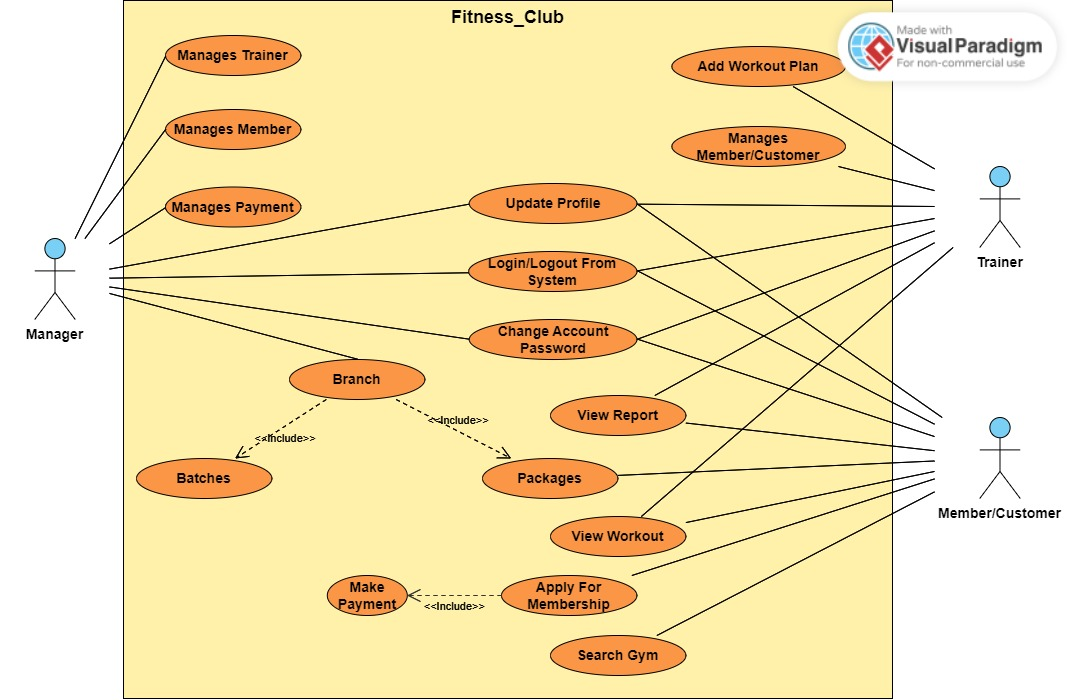 Fitness_Club
Made with
VisualParadigm
For non-commercial use
Manages Trainer
Add Workout Plan
Manages Member
Manages
Member/Customer
Manages Payment
Update Profile
Trainer
Login/Logout From
System
Manager
Change Account
Password
Branch
View Report
<<Include>>
<<Include>>
Batches
Packages
Member/Customer
View Workout
Make
Payment
<<Include>>
Apply For
Membership
Search Gym